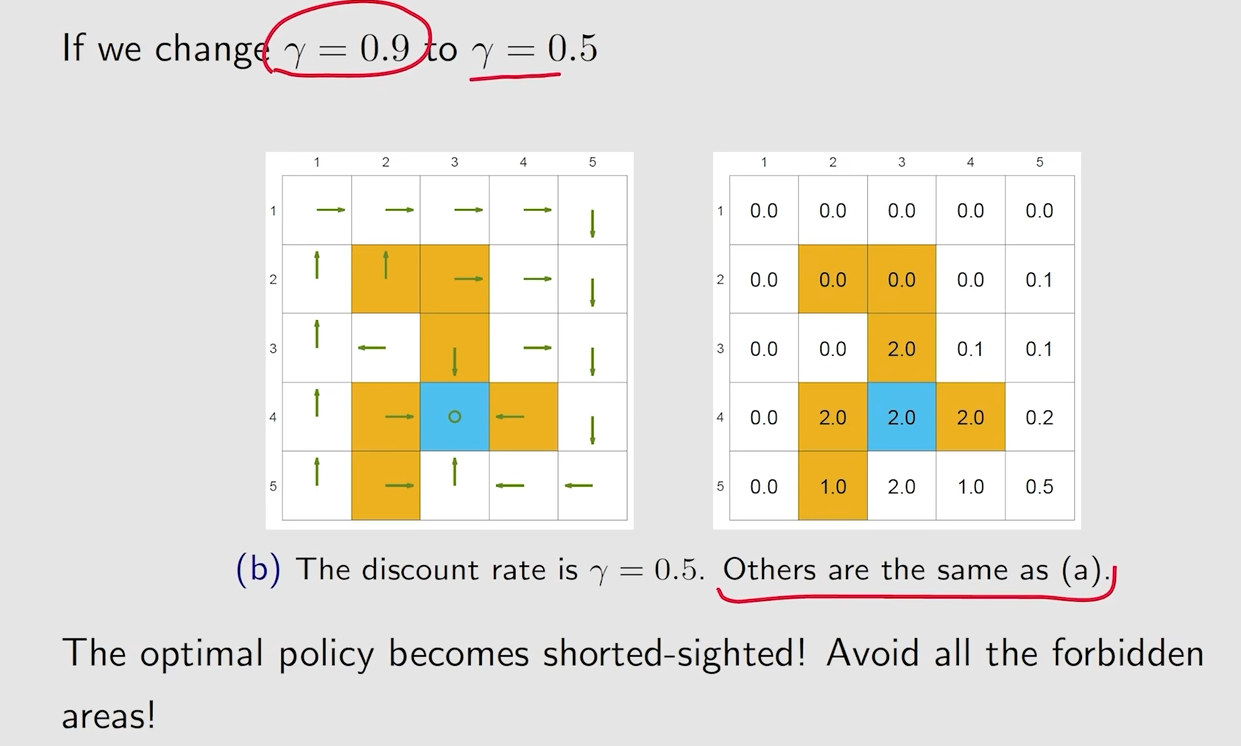 If we change γ = 0.9 to γ = 0.5
1 2 3 4 5
1
2
3
4
5
1 2 3 4 5
1 0.0 0.0 0.0 0.0 0.0
2 0.0 0.0 0.0 0.0 0.1
3 0.0 0.0 2.0 0.1 0.1
4 0.0 2.0 2.0 2.0 0.2
5 0.0 1.0 2.0 1.0 0.5
(b) The discount rate is γ = 0.5. Others are the same as (a).
The optimal policy becomes shorted-sighted! Avoid all the forbidden
areas!